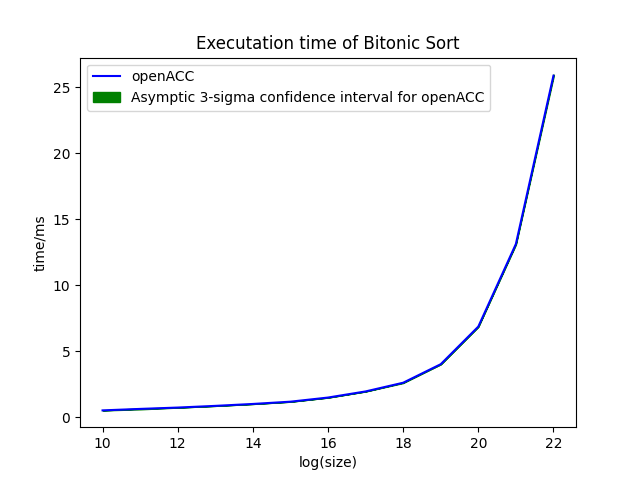 Executation time of Bitonic Sort
openACC
Asymptic 3-sigma confidence interval for openACC
25
20
15
10
5
0
time/ms
10 12 14 16 18 20 22
log(size)